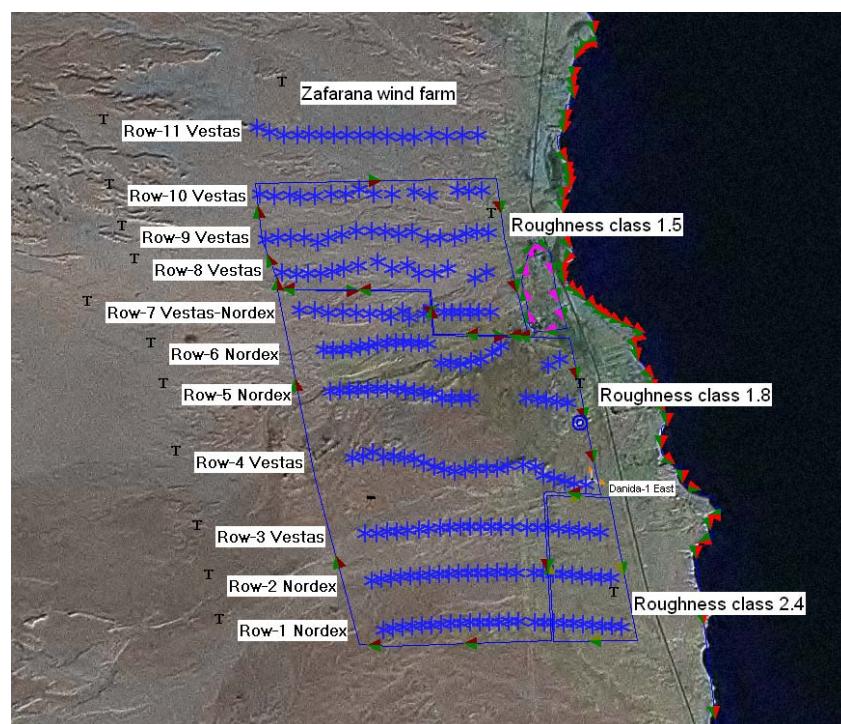 T
Zafarana wind farm
T
Row-11 Vestas
T
Row-10 Vestas
T
T
Roughness class 1.5
Row-9 Vestas
T
Row-8 Vestas
T
Row-7 Vestas-Nordex
T
Row-6 Nordex
T
T
Row-5 Nordex
Roughness class 1.8
T
Row-4 Vestas
Danida-1 East
T
Row-3 Vestas
T
Row-2 Nordex
T
Roughness class 2.4
T
Row-1 Nordex